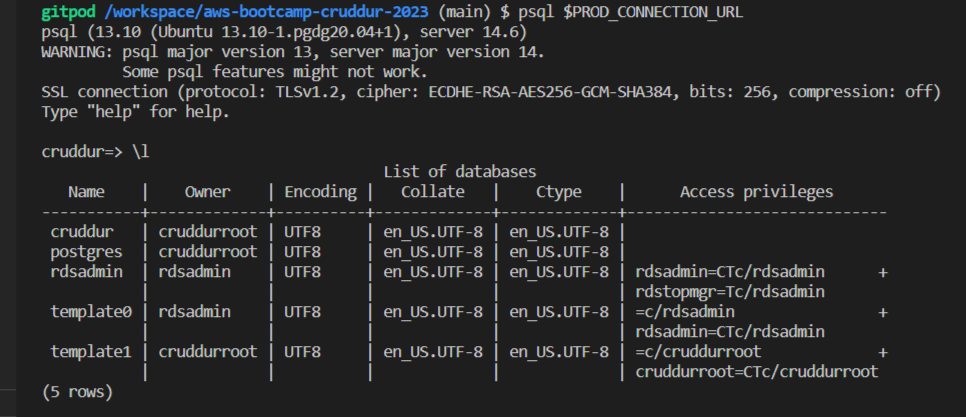 gitpod /workspace/aws-bootcamp-cruddur-2023 (main) $ psql $PROD_CONNECTION_URL
psql (13.10 (Ubuntu 13.10-1.pgdg20.04+1), server 14.6)
WARNING: psql major version 13, server major version 14.
         Some psql features might not work.
SSL connection (protocol: TLSv1.2, cipher: ECDHE-RSA-AES256-GCM-SHA384, bits: 256, compression: off)
Type "help" for help.

cruddur=> \l
                                  List of databases
   Name    |    Owner    | Encoding |   Collate   |    Ctype    |      Access privileges
-----------+-------------+----------+-------------+-------------+-----------------------------
 cruddur   | cruddurroot | UTF8     | en_US.UTF-8 | en_US.UTF-8 |
 postgres  | cruddurroot | UTF8     | en_US.UTF-8 | en_US.UTF-8 |
 rdsadmin  | rdsadmin    | UTF8     | en_US.UTF-8 | en_US.UTF-8 | rdsadmin=CTc/rdsadmin      +
           |             |          |             |             | rdstopmgr=Tc/rdsadmin
 template0 | rdsadmin    | UTF8     | en_US.UTF-8 | en_US.UTF-8 | =c/rdsadmin                +
           |             |          |             |             | rdsadmin=CTc/rdsadmin
 template1 | cruddurroot | UTF8     | en_US.UTF-8 | en_US.UTF-8 | =c/cruddurroot             +
           |             |          |             |             | cruddurroot=CTc/cruddurroot
(5 rows)